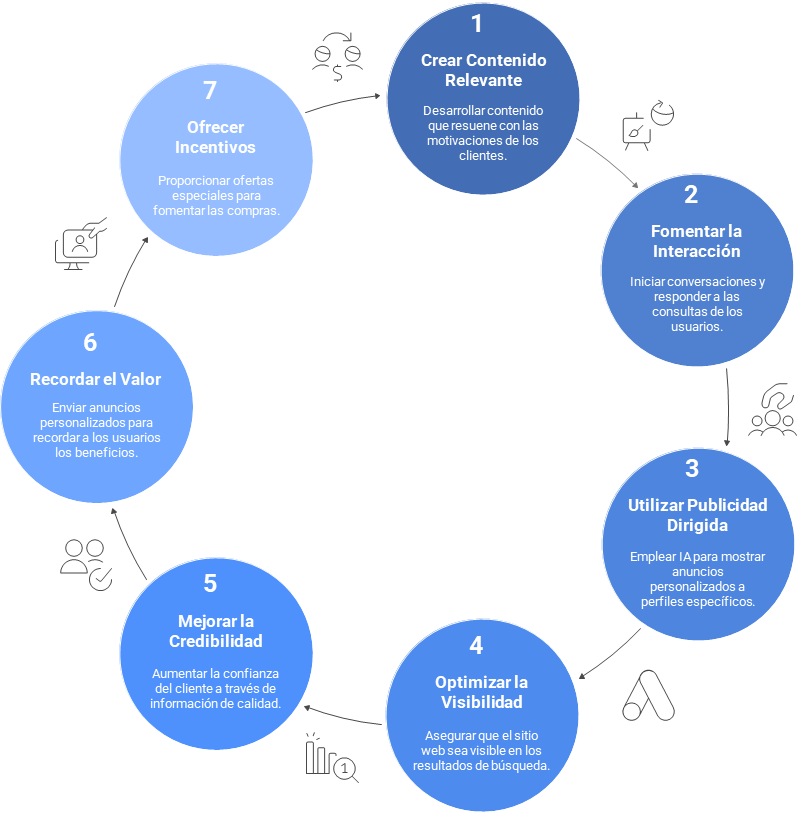 1
Crear Contenido
Relevante
Desarrollar contenido
que resuene con las
motivaciones de los
clientes.
2
Fomentar la
Interacción
Iniciar conversaciones y
responder a las
consultas de los
usuarios.
3
Utilizar Publicidad
Dirigida
Emplear IA para mostrar
anuncios
personalizados a
perfiles específicos.
4
Optimizar la
Visibilidad
Asegurar que el sitio
web sea visible en los
resultados de búsqueda.
1
5
Mejorar la
Credibilidad
Aumentar la confianza
del cliente a través de
información de calidad.
6
Recordar el Valor
Enviar anuncios
personalizados para
recordar a los usuarios
los beneficios.
7
Ofrecer
Incentivos
Proporcionar ofertas
especiales para
fomentar las compras.
$